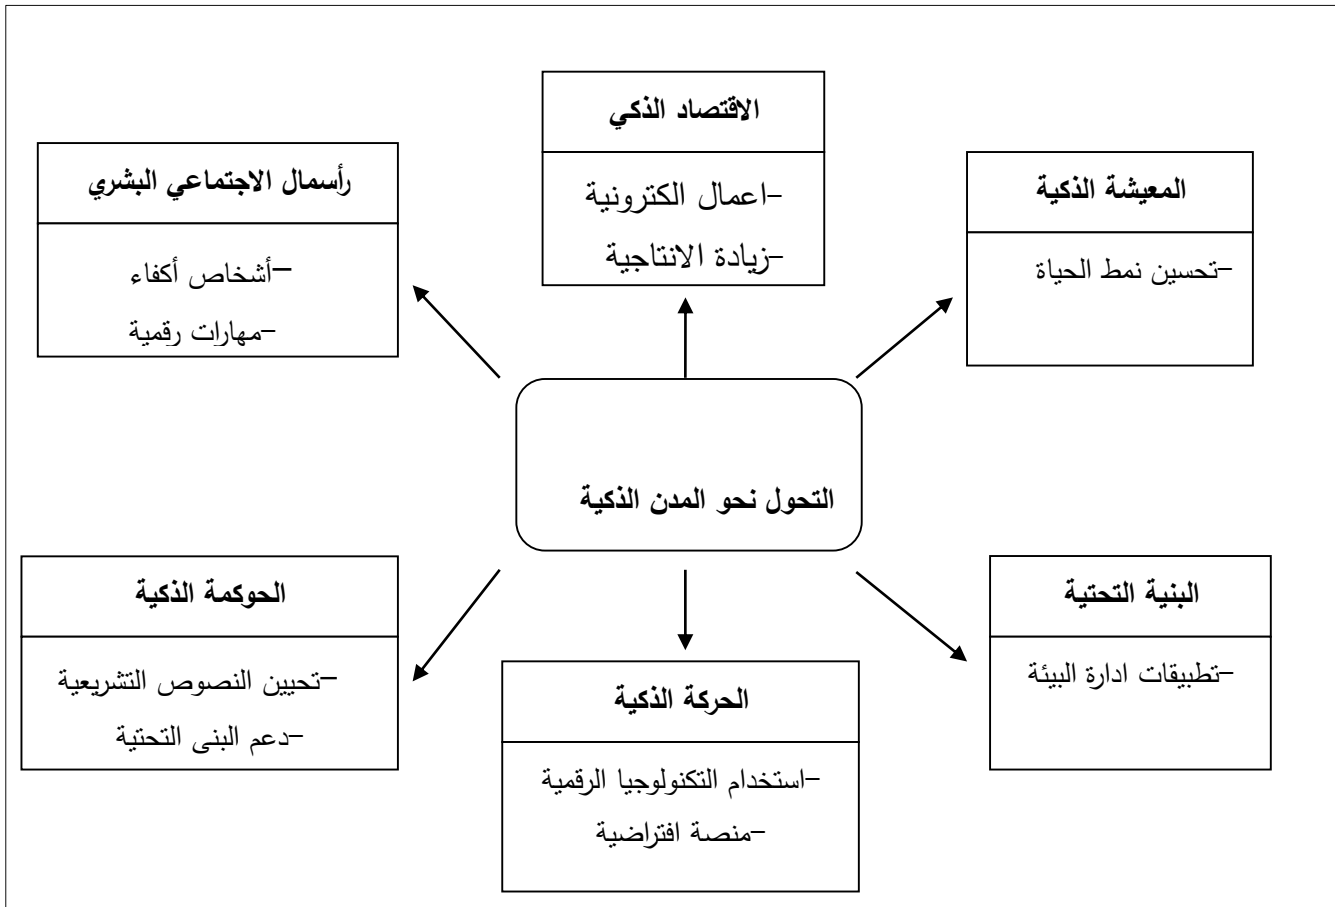 الاقتصاد الذكي
–اعمال الكترونية
–زيادة الانتاجية
المعيشة الذكية
–تحسين نمط الحياة
رأسمال الاجتماعي البشري
–أشخاص أكفاء
–مهارات رقمية
التحول نحو المدن الذكية
البنية التحتية
–تطبيقات ادارة البيئة
الحركة الذكية
–استخدام التكنولوجيا الرقمية
–منصة افتراضية
الحوكمة الذكية
–تحيين النصوص التشريعية
–دعم البنى التحتية